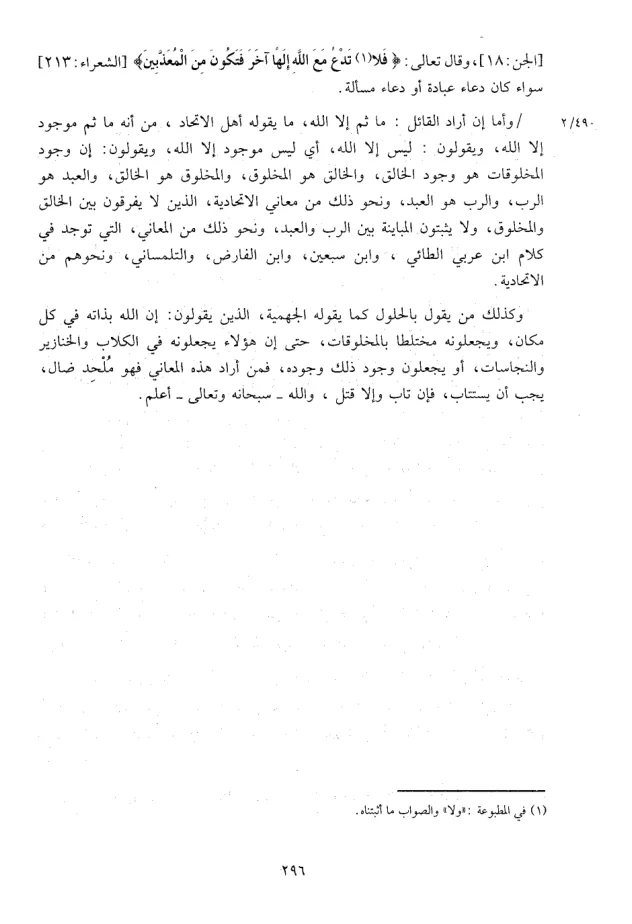 [الجن:١٨]، وقال تعالى: ﴿ فَلا(١) تَدْعُ مَعَ اللَّهِ إِلَهًا آخَرَ فَتَكُونَ مِنَ الْمُعَذَّبِينَ﴾ [الشعراء:٢١٣]
سواء كان دعاء عبادة أو دعاء مسألة.
٢/٤٩٠ /وأما إن أراد القائل : ما ثم إلا الله، ما يقوله أهل الاتحاد ، من أنه ما ثم موجود
إلا الله، ويقولون : ليس إلا الله، أي ليس موجود إلا الله، ويقولون: إن وجود
المخلوقات هو وجود الخالق، والخالق هو المخلوق، والمخلوق هو الخالق، والعبد هو
الرب، والرب هو العبد، ونحو ذلك من معاني الاتحادية، الذين لا يفرقون بين الخالق
والمخلوق، ولا يثبتون المباينة بين الرب والعبد، ونحو ذلك من المعاني، التي توجد في
كلام ابن عربي الطائي ، وابن سبعين، وابن الفارض، والتلمساني، ونحوهم من
الاتحادية.
وكذلك من يقول بالحلول كما يقوله الجهمية، الذين يقولون: إن الله بذاته في كل
مكان، ويجعلونه مختلطا بالمخلوقات، حتى إن هؤلاء يجعلونه في الكلاب والخنازير
والنجاسات، أو يجعلون وجود ذلك وجوده، فمن أراد هذه المعاني فهو مُلْحِد ضال،
يجب أن يستتاب، فإن تاب وإلا قتل ، والله ـ سبحانه وتعالى ـ أعلم.
(١) في المطبوعة :«ولا» والصواب ما أثبتناه.
٢٩٦